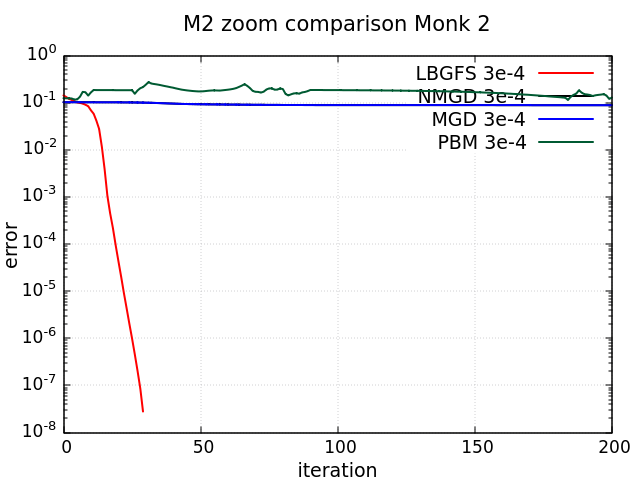 M2 zoom comparison Monk 2
LBGFS 3e-4
NMGD 3e-4
MGD 3e-4
PBM 3e-4
10^0
10^-1
10^-2
10^-3
10^-4
10^-5
10^-6
10^-7
10^-8
error
0 50 100 150 200
iteration